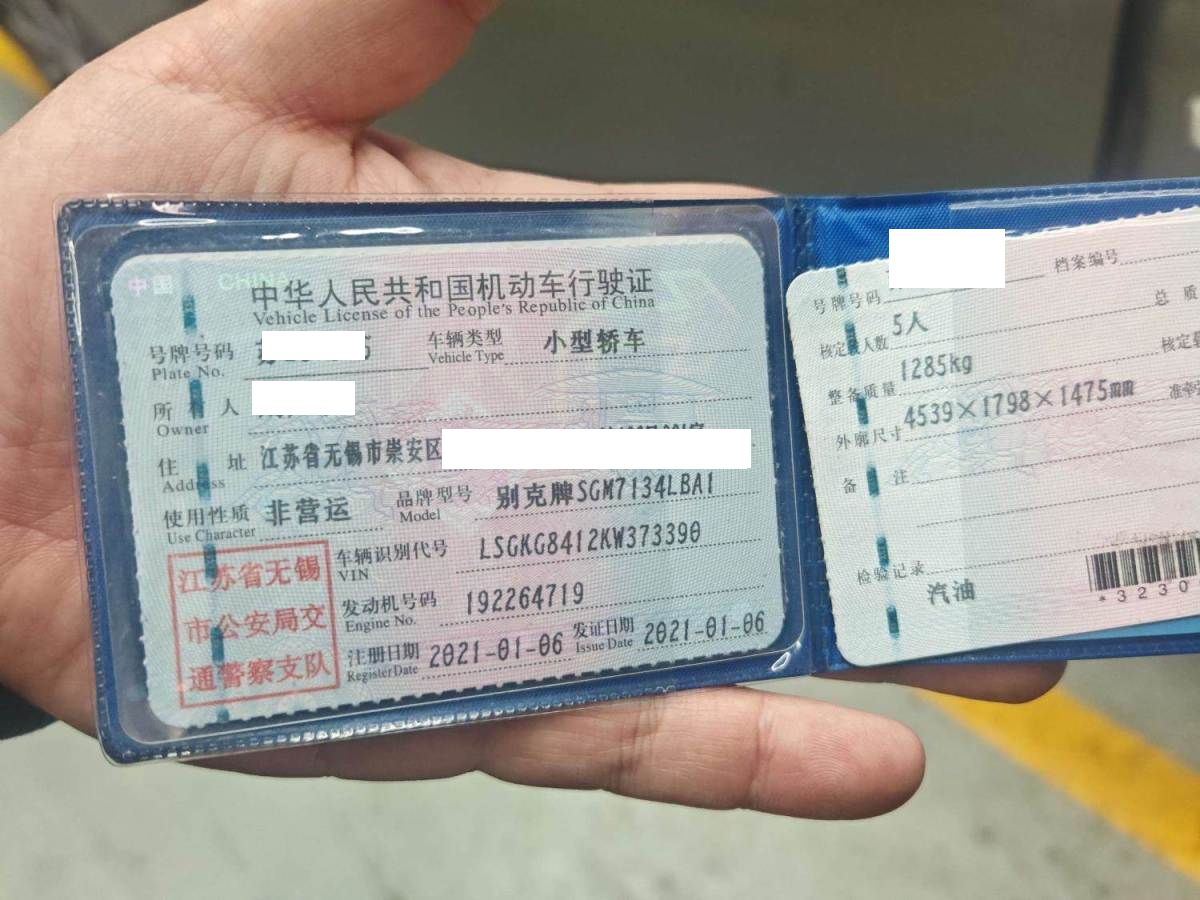 中国 CHINA
中华人民共和国机动车行驶证
Vehicle License of the People's Republic of China
号牌号码
Plate No.
车辆类型 小型轿车
Vehicle Type
所有人
Owner
住址 江苏省无锡市崇安区
Address
使用性质 非营运
Use Character
品牌型号 别克牌SGM7134LBA1
Model
江苏省无锡
市公安局交
通警察支队
车辆识别代号 LSGKG8412KW373390
VIN
发动机号码 192264719
Engine No.
注册日期 2021-01-06
Register Date
发证日期 2021-01-06
Issue Date
号牌号码 档案编号
核定载人数 5人 总质
整备质量 1285kg 核定载
外廓尺寸 4539×1798×1475mm 准牵
备注
检验记录
汽油
*3230